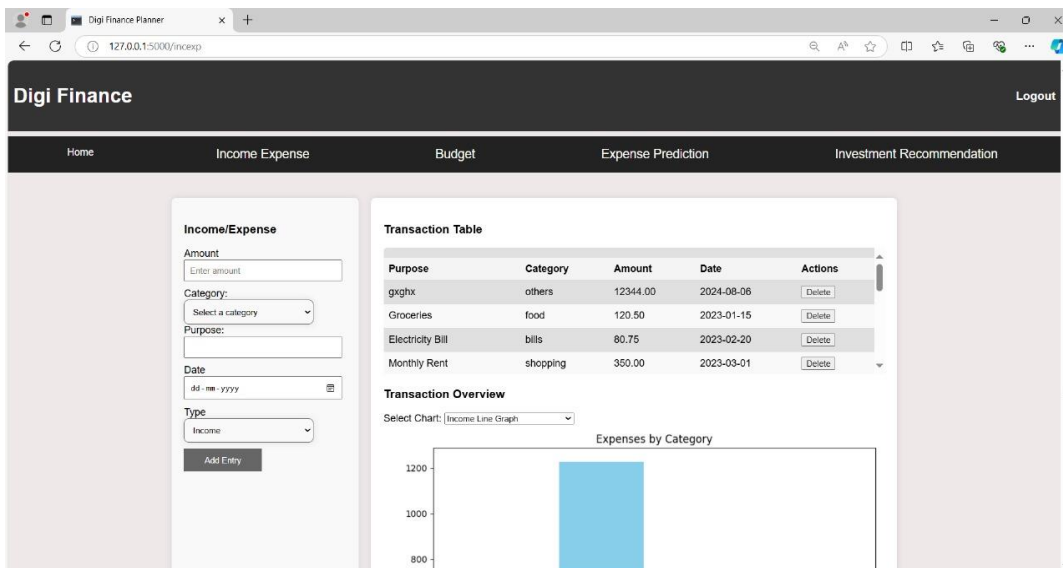 Digi Finance Planner
127.0.0.1:5000/incexp
Digi Finance
Logout
Home Income Expense Budget Expense Prediction Investment Recommendation
Income/Expense
Amount
Enter amount
Category:
Select a category
Purpose:
Date
dd-mm-yyyy
Type
Income
Add Entry
Transaction Table
Purpose Category Amount Date Actions
gxghx others 12344.00 2024-08-06 Delete
Groceries food 120.50 2023-01-15 Delete
Electricity Bill bills 80.75 2023-02-20 Delete
Monthly Rent shopping 350.00 2023-03-01 Delete
Transaction Overview
Select Chart: Income Line Graph
Expenses by Category
1200
1000
800